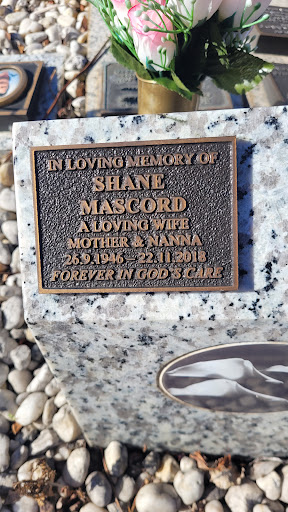 IN LOVING MEMORY OF
SHANE
MASCORD
A LOVING WIFE
MOTHER & NANNA
26.9.1946 — 22.11.2018
FOREVER IN GOD'S CARE